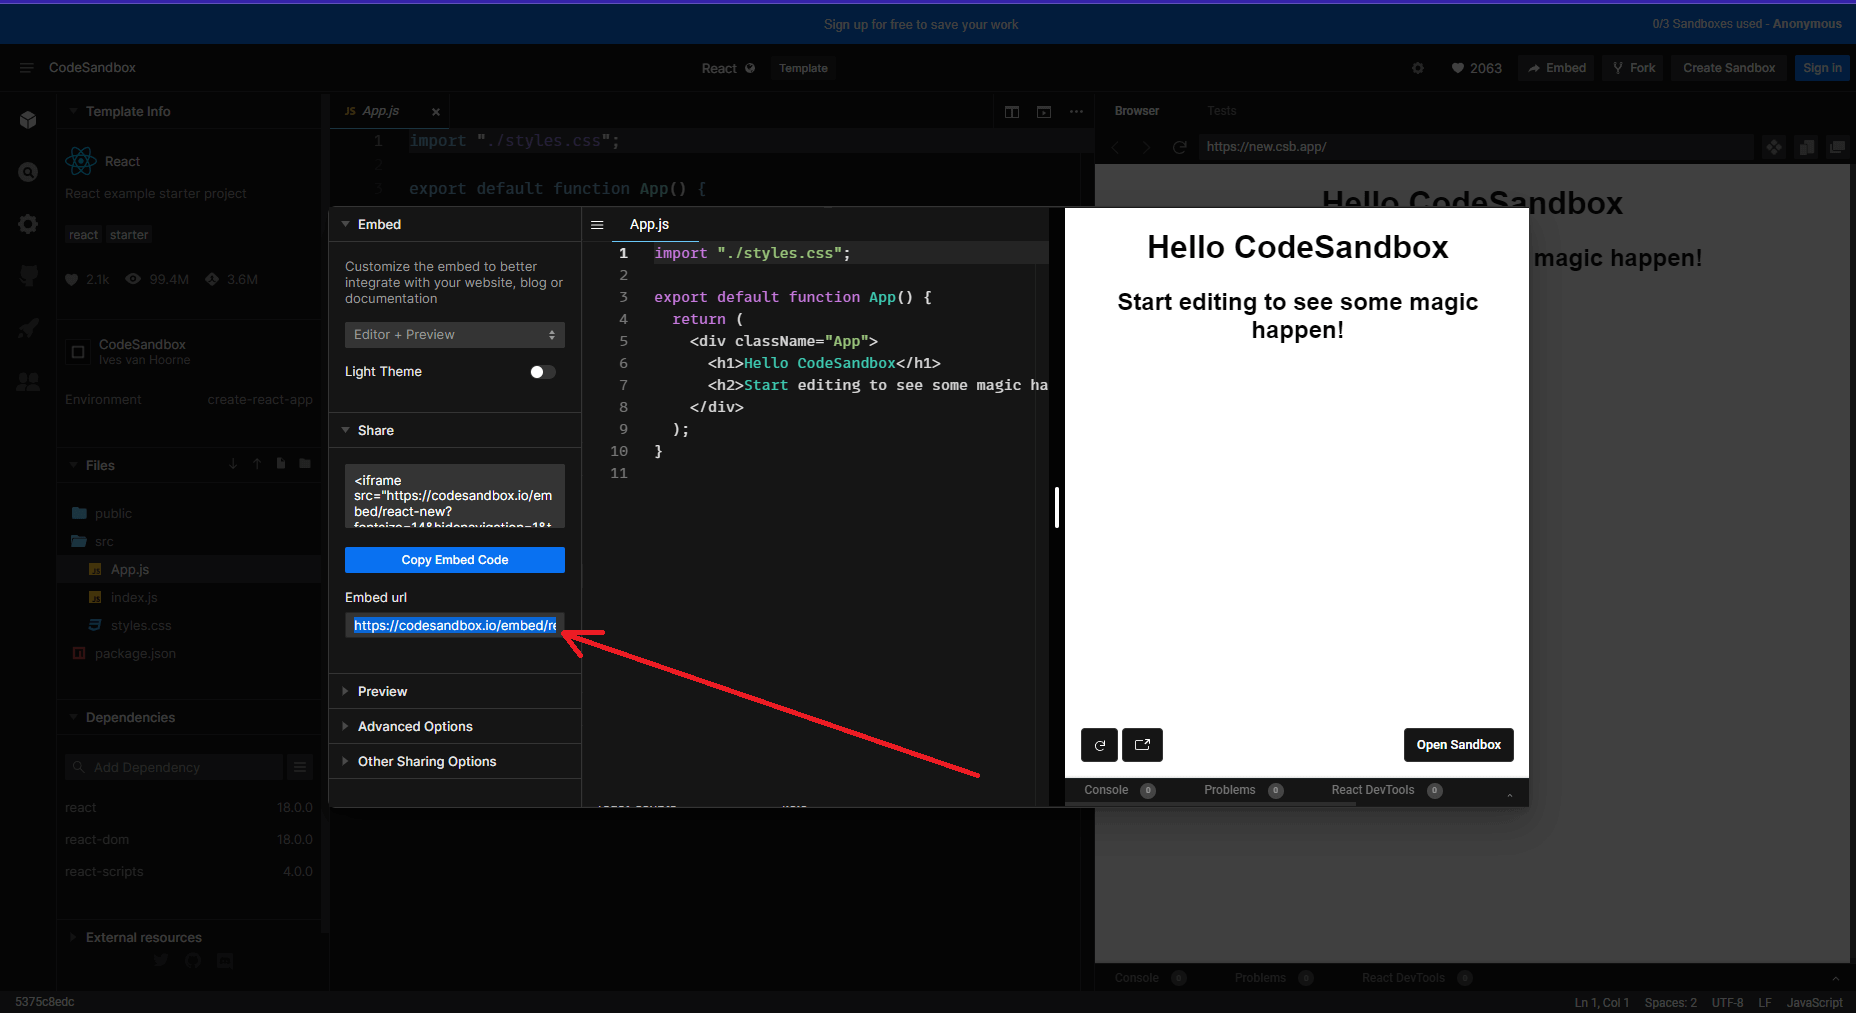 Sign up for free to save your work
0/3 Sandboxes used - Anonymous
CodeSandbox
React
Template
2063
Embed
Fork
Create Sandbox
Sign in
Template Info
React
React example starter project
react
starter
2.1k
99.4M
3.6M
CodeSandbox
Ives van Hoorne
Environment
create-react-app
Files
public
src
App.js
index.js
styles.css
package.json
Dependencies
Add Dependency
react
18.0.0
react-dom
18.0.0
react-scripts
4.0.0
External resources
5375c8edc
JS App.js
1 import "./styles.css";
2
3 export default function App() {
Embed
Customize the embed to better
integrate with your website, blog or
documentation
Editor + Preview
Light Theme
Share
<iframe
src="https://codesandbox.io/em
bed/react-new?
fontsize=14&hidenavigation=1&t
Copy Embed Code
Embed url
https://codesandbox.io/embed/re
Preview
Advanced Options
Other Sharing Options
App.js
1 import "./styles.css";
2
3 export default function App() {
4 return (
5 <div className="App">
6 <h1>Hello CodeSandbox</h1>
7 <h2>Start editing to see some magic ha
8 </div>
9 );
10 }
11
Browser
Tests
https://new.csb.app/
Hello CodeSandbox
magic happen!
Hello CodeSandbox
Start editing to see some magic
happen!
Open Sandbox
Console 0
Problems 0
React DevTools 0
Console 0
Problems 0
React DevTools 0
Ln 1, Col 1
Spaces: 2
UTF-8
LF
JavaScript